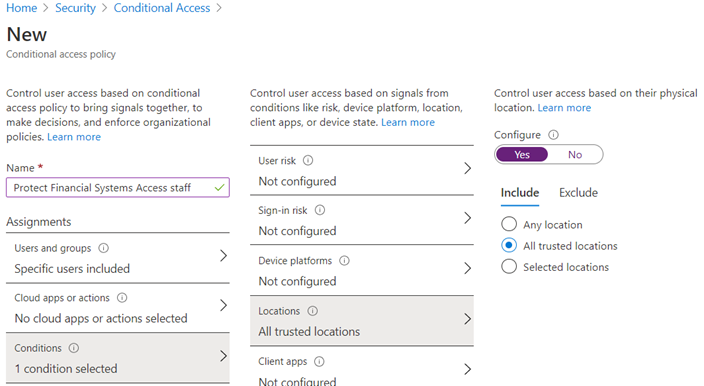 Home > Security > Conditional Access >
New
Conditional access policy
Control user access based on conditional
access policy to bring signals together, to
make decisions, and enforce organizational
policies. Learn more
Name *
Protect Financial Systems Access staff
Assignments
Users and groups
Specific users included
Cloud apps or actions
No cloud apps or actions selected
Conditions
1 condition selected
Control user access based on signals from
conditions like risk, device platform, location,
client apps, or device state. Learn more
User risk
Not configured
Sign-in risk
Not configured
Device platforms
Not configured
Locations
All trusted locations
Client apps
Not configured
Control user access based on their physical
location. Learn more
Configure
Yes No
Include Exclude
Any location
All trusted locations
Selected locations